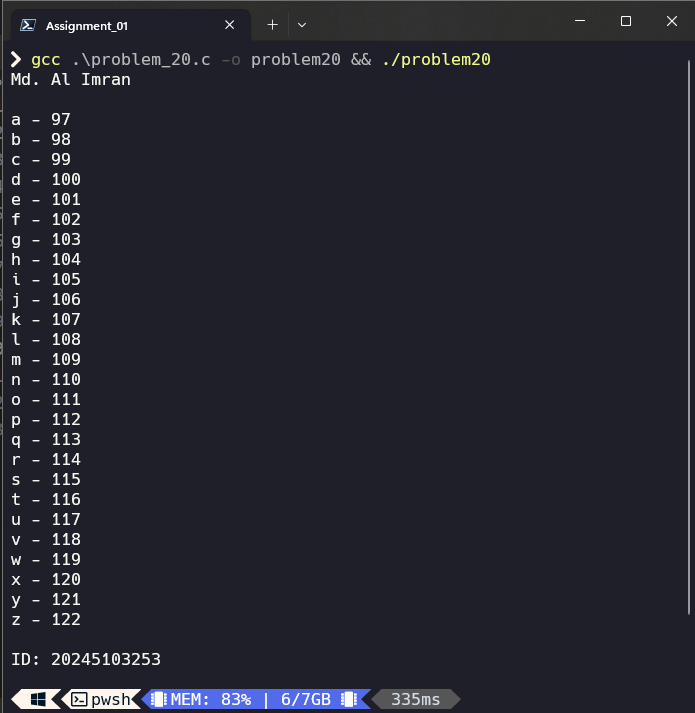 Assignment_01
❯ gcc .\problem_20.c -o problem20 && ./problem20
Md. Al Imran
a - 97
b - 98
c - 99
d - 100
e - 101
f - 102
g - 103
h - 104
i - 105
j - 106
k - 107
l - 108
m - 109
n - 110
o - 111
p - 112
q - 113
r - 114
s - 115
t - 116
u - 117
v - 118
w - 119
x - 120
y - 121
z - 122
ID: 20245103253
pwsh MEM: 83% | 6/7GB 335ms